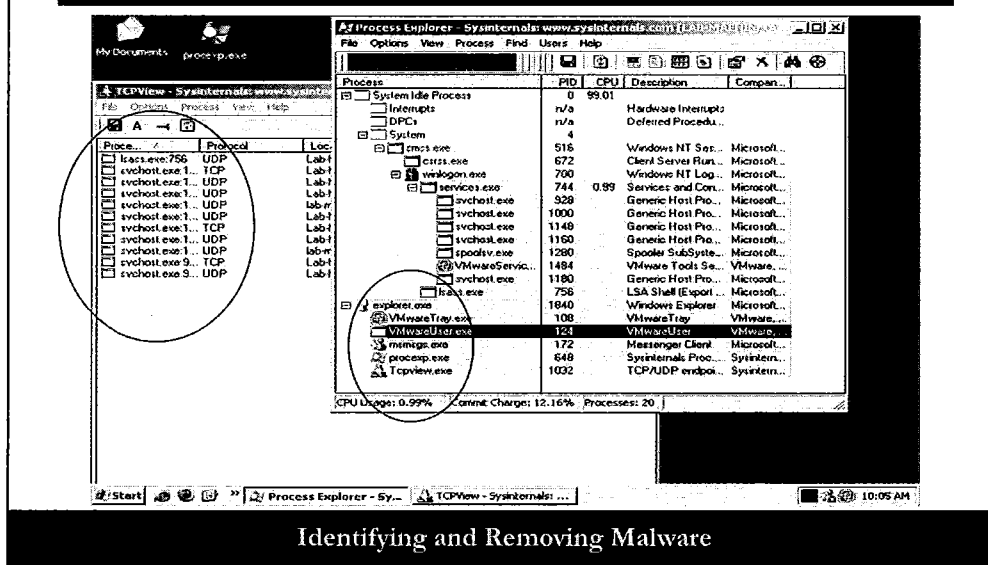 My Documents
procexp.exe
TCPView - Sysinternals:
File Options Process View Help
A
Proce... Protocol Loc
lsass.exe:756 UDP Lab-
svchost.exe:1... TCP Lab-
svchost.exe:1... UDP Lab-
svchost.exe:1... UDP Lab-
svchost.exe:1... UDP lab-m
svchost.exe:1... UDP Lab-
svchost.exe:1... TCP Lab-
svchost.exe:1... UDP Lab-
svchost.exe:1... UDP lab-m
svchost.exe:9... TCP Lab-
svchost.exe:9... UDP Lab-
Process Explorer - Sysinternals: www.sysinternals.com
File Options View Process Find Users Help
Process PID CPU Description Compan...
System Idle Process 0 99.01
Interrupts n/a Hardware Interrupts
DPCs n/a Deferred Procedu...
System 4
smss.exe 516 Windows NT Ses... Microsoft...
csrss.exe 672 Client Server Run... Microsoft...
winlogon.exe 700 Windows NT Log... Microsoft...
services.exe 744 0.99 Services and Con... Microsoft...
svchost.exe 928 Generic Host Pro... Microsoft...
svchost.exe 1000 Generic Host Pro... Microsoft...
svchost.exe 1148 Generic Host Pro... Microsoft...
svchost.exe 1160 Generic Host Pro... Microsoft...
spoolsv.exe 1280 Spooler SubSyste... Microsoft...
VMwareServic... 1484 VMware Tools Se... VMware, ...
svchost.exe 1180 Generic Host Pro... Microsoft...
lsass.exe 756 LSA Shell (Export ... Microsoft...
explorer.exe 1840 Windows Explorer Microsoft...
VMwareTray.exe 108 VMwareTray VMware, ...
VMwareUser.exe 124 VMwareUser VMware, ...
msmsgs.exe 172 Messenger Client Microsoft...
procexp.exe 648 Sysinternals Proc... Sysintern...
Tcpview.exe 1032 TCP/UDP endpoi... Sysintern...
CPU Usage: 0.99% Commit Charge: 12.16% Processes: 20
Start » Process Explorer - Sy... TCPView - Sysinternals: ... 10:05 AM
Identifying and Removing Malware